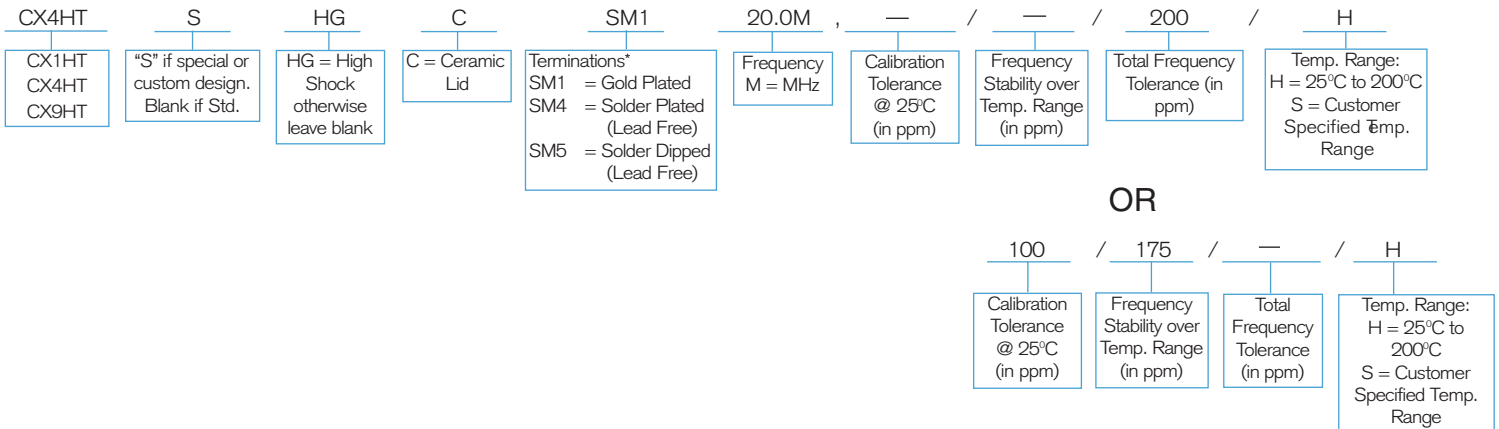 CX4HT S HG C SM1 20.0M , — / — / 200 / H
CX1HT
CX4HT
CX9HT
“S” if special or
custom design.
Blank if Std.
HG = High
Shock
otherwise
leave blank
C = Ceramic
Lid
Terminations*
SM1 = Gold Plated
SM4 = Solder Plated
(Lead Free)
SM5 = Solder Dipped
(Lead Free)
Frequency
M = MHz
Calibration
Tolerance
@ 25ºC
(in ppm)
Frequency
Stability over
Temp. Range
(in ppm)
Total Frequency
Tolerance (in
ppm)
Temp. Range:
H = 25ºC to 200ºC
S = Customer
Specified Temp.
Range
OR
100 / 175 / — / H
Calibration
Tolerance
@ 25ºC
(in ppm)
Frequency
Stability over
Temp. Range
(in ppm)
Total
Frequency
Tolerance
(in ppm)
Temp. Range:
H = 25ºC to
200ºC
S = Customer
Specified Temp.
Range